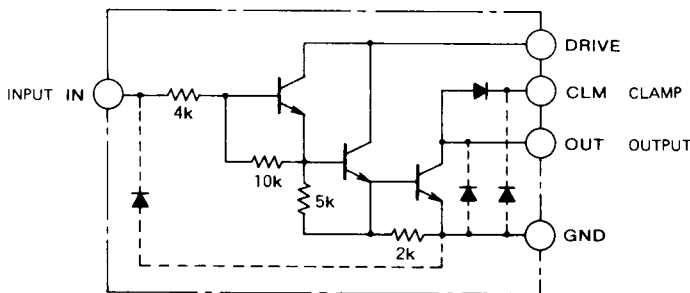 DRIVE
INPUT IN
4k
CLM CLAMP
OUT OUTPUT
10k
5k
2k
GND